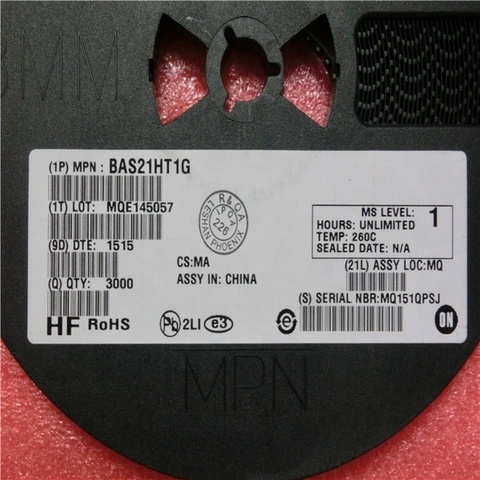 MM
(1P) MPN : BAS21HT1G
(1T) LOT: MQE145057
(9D) DTE: 1515
(Q) QTY: 3000
HF RoHS
R&QA
LESHAN PHOENIX
226
CS:MA
ASSY IN: CHINA
Pb 2LI e3
MS LEVEL: 1
HOURS: UNLIMITED
TEMP: 260C
SEALED DATE: N/A
(21L) ASSY LOC:MQ
(S) SERIAL NBR:MQ151QPSJ
e
ON
MPN